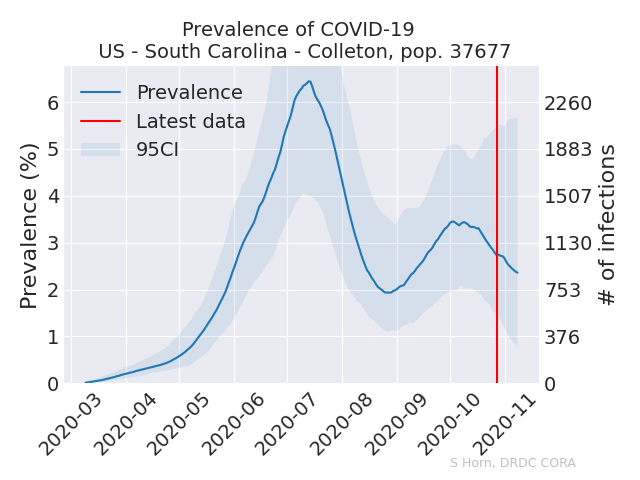 Prevalence of COVID-19
US - South Carolina - Colleton, pop. 37677
Prevalence
Latest data
95CI
Prevalence (%)
6
5
4
3
2
1
0
2260
1883
1507
1130
753
376
0
# of infections
2020-03
2020-04
2020-05
2020-06
2020-07
2020-08
2020-09
2020-10
2020-11
S Horn, DRDC CORA